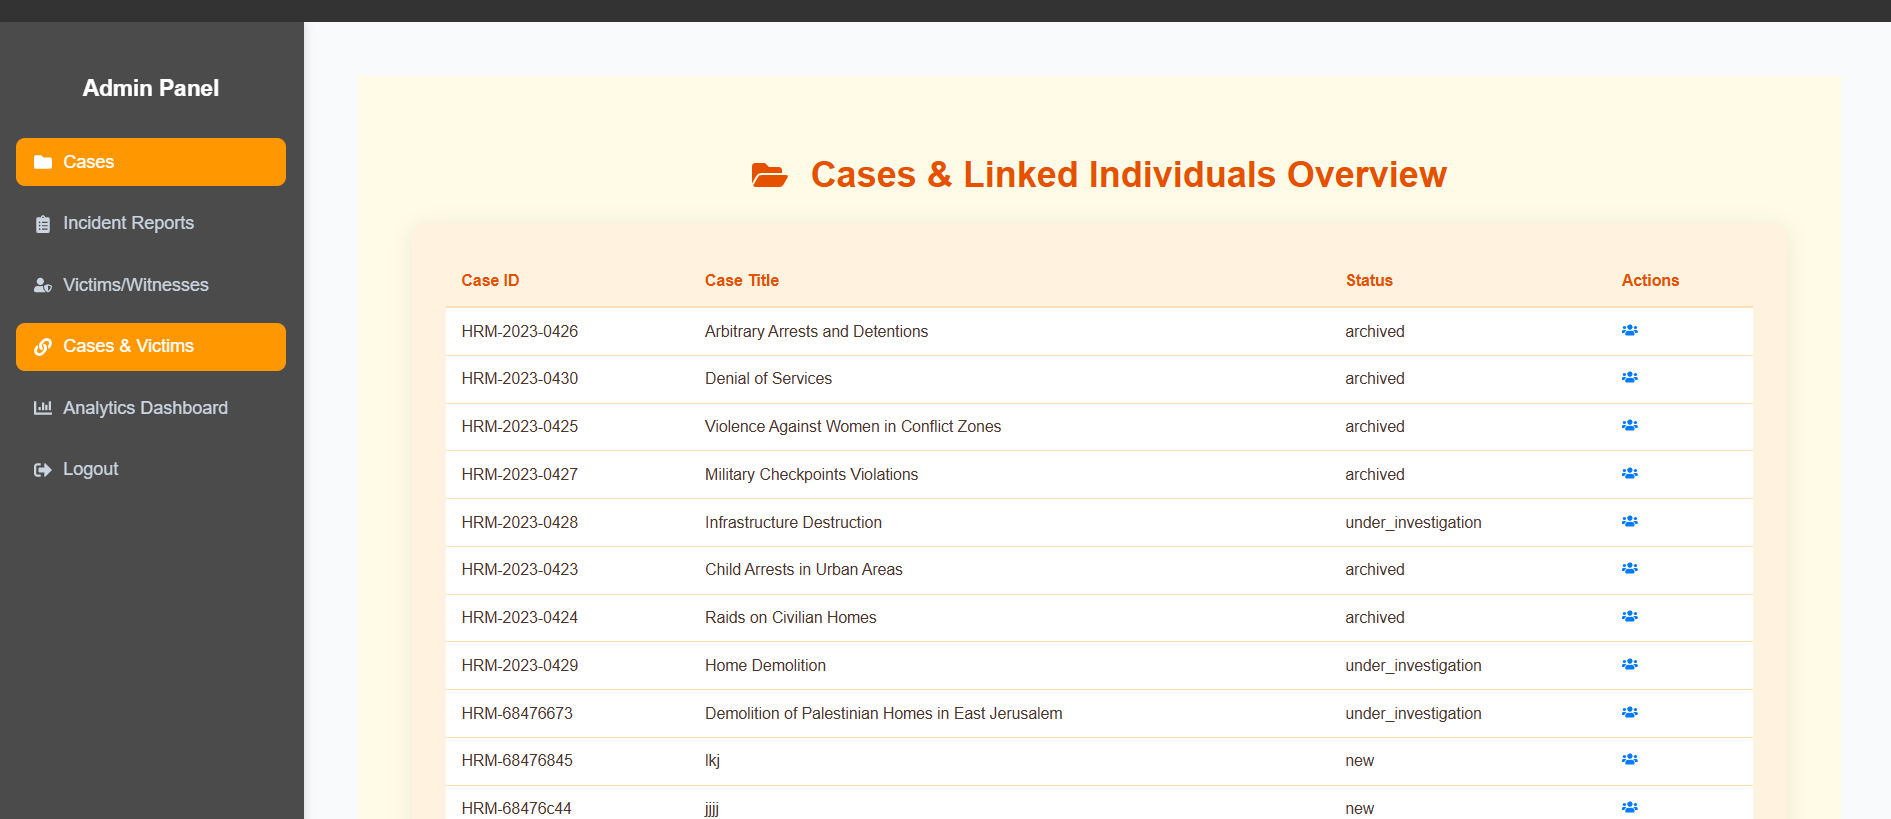 Admin Panel
Cases
Incident Reports
Victims/Witnesses
Cases & Victims
Analytics Dashboard
Logout
Cases & Linked Individuals Overview
Case ID Case Title Status Actions
HRM-2023-0426 Arbitrary Arrests and Detentions archived
HRM-2023-0430 Denial of Services archived
HRM-2023-0425 Violence Against Women in Conflict Zones archived
HRM-2023-0427 Military Checkpoints Violations archived
HRM-2023-0428 Infrastructure Destruction under_investigation
HRM-2023-0423 Child Arrests in Urban Areas archived
HRM-2023-0424 Raids on Civilian Homes archived
HRM-2023-0429 Home Demolition under_investigation
HRM-68476673 Demolition of Palestinian Homes in East Jerusalem under_investigation
HRM-68476845 lkj new
HRM-68476c44 jjjj new